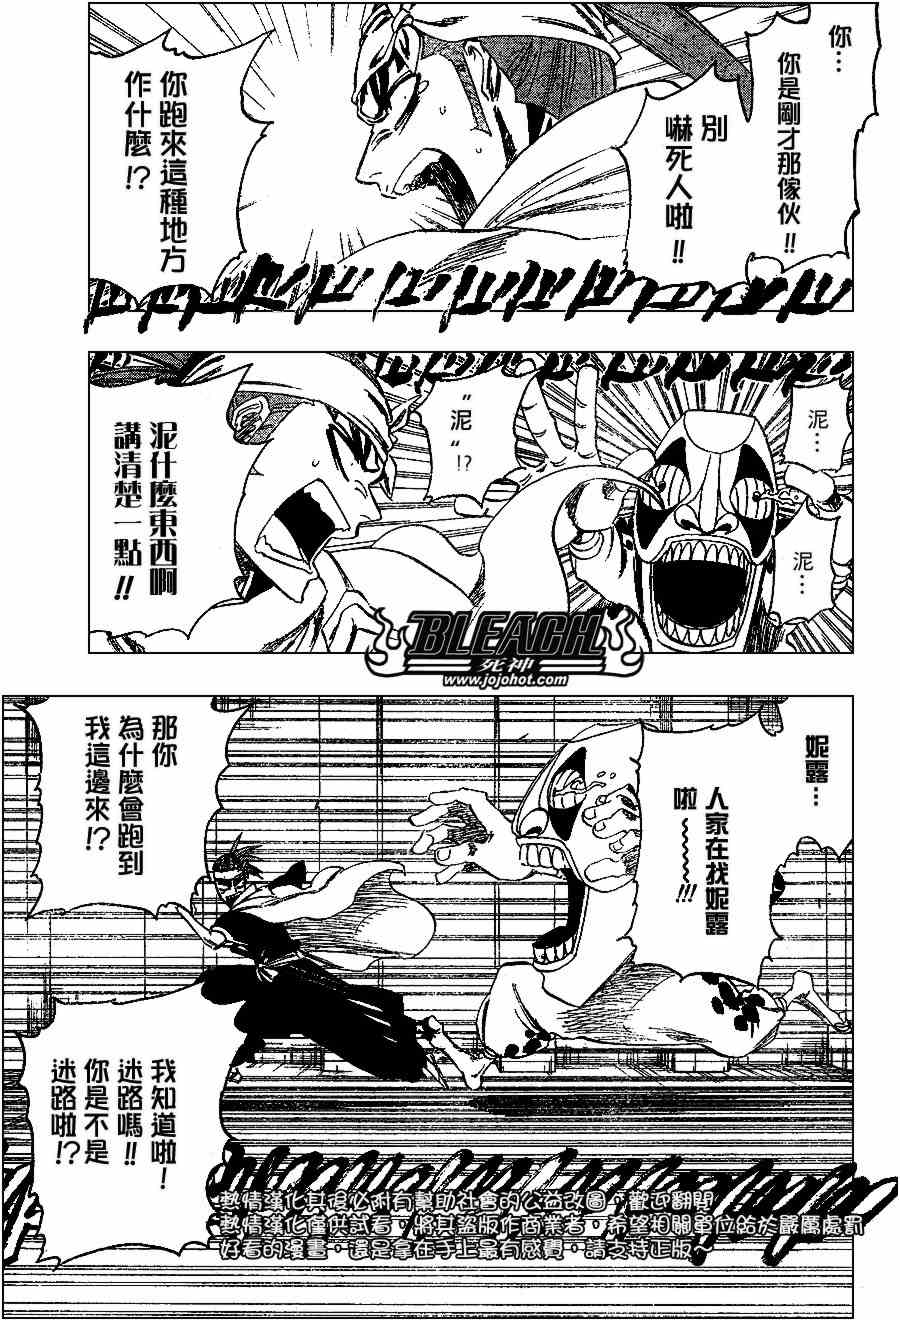 你…
你是剛才那傢伙!!
別
嚇死人啦!!
你跑來這種地方
作什麼!?
泥…
泥…
“泥“!?
泥什麼東西啊
講清楚一點!!
BLEACH
死神
www.jojohot.com
妮露…
人家在找妮露
啦~~~!!!
那你
為什麼會跑到
我這邊來!?
我知道啦!
迷路嗎!!
你是不是
迷路啦!?
熱情漢化其後必附有幫助社會的公益改圖，歡迎翻閱
熱情漢化僅供試看，將其盜版作商業者，希望相關單位給於嚴厲處罰
好看的漫畫，還是拿在手上最有感覺，請支持正版~